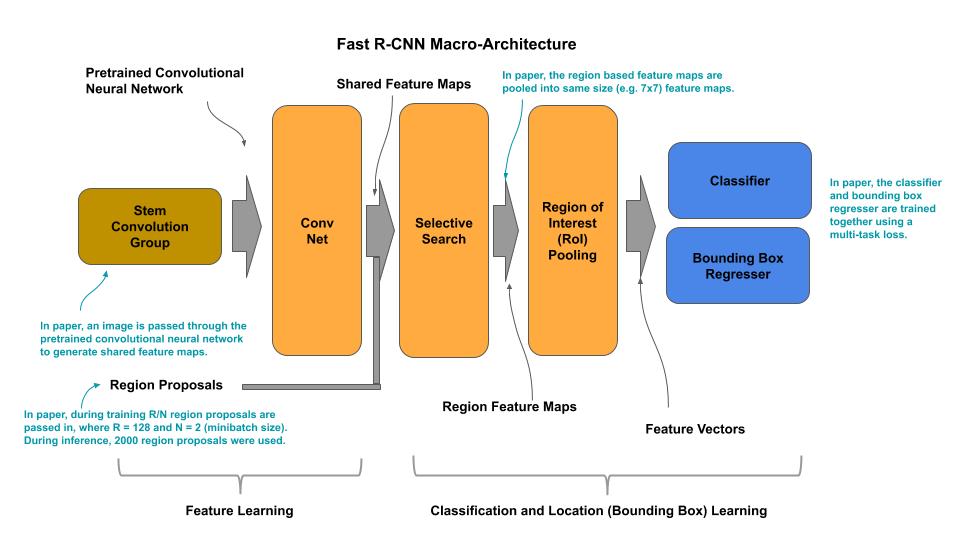 Fast R-CNN Macro-Architecture
Pretrained Convolutional
Neural Network
Shared Feature Maps
In paper, the region based feature maps are
pooled into same size (e.g. 7x7) feature maps.
Stem
Convolution
Group
Conv
Net
Selective
Search
Region of
Interest
(RoI)
Pooling
Classifier
Bounding Box
Regresser
In paper, the classifier
and bounding box
regresser are trained
together using a
multi-task loss.
In paper, an image is passed through the
pretrained convolutional neural network
to generate shared feature maps.
Region Proposals
In paper, during training R/N region proposals are
passed in, where R = 128 and N = 2 (minibatch size).
During inference, 2000 region proposals were used.
Region Feature Maps
Feature Vectors
Feature Learning
Classification and Location (Bounding Box) Learning